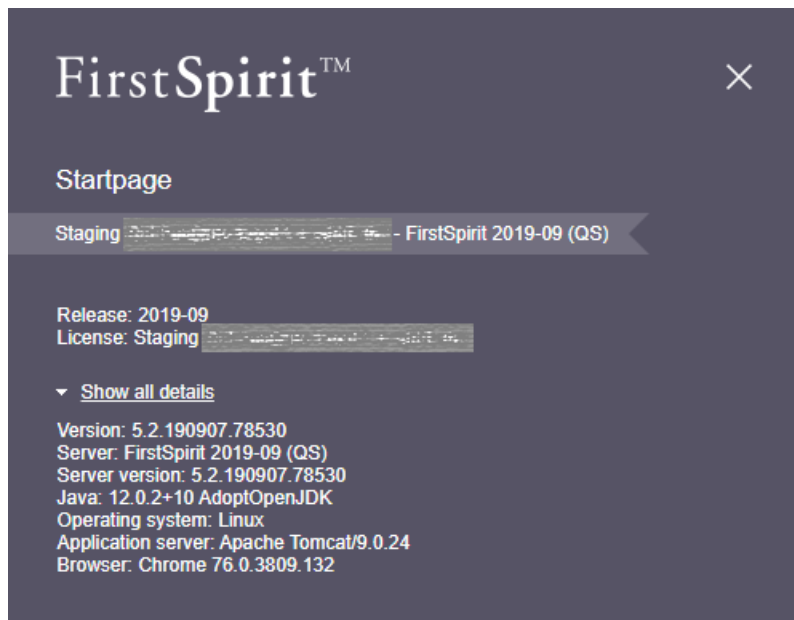 FirstSpirit™
Startpage
Staging - FirstSpirit 2019-09 (QS)
Release: 2019-09
License: Staging
Show all details
Version: 5.2.190907.78530
Server: FirstSpirit 2019-09 (QS)
Server version: 5.2.190907.78530
Java: 12.0.2+10 AdoptOpenJDK
Operating system: Linux
Application server: Apache Tomcat/9.0.24
Browser: Chrome 76.0.3809.132